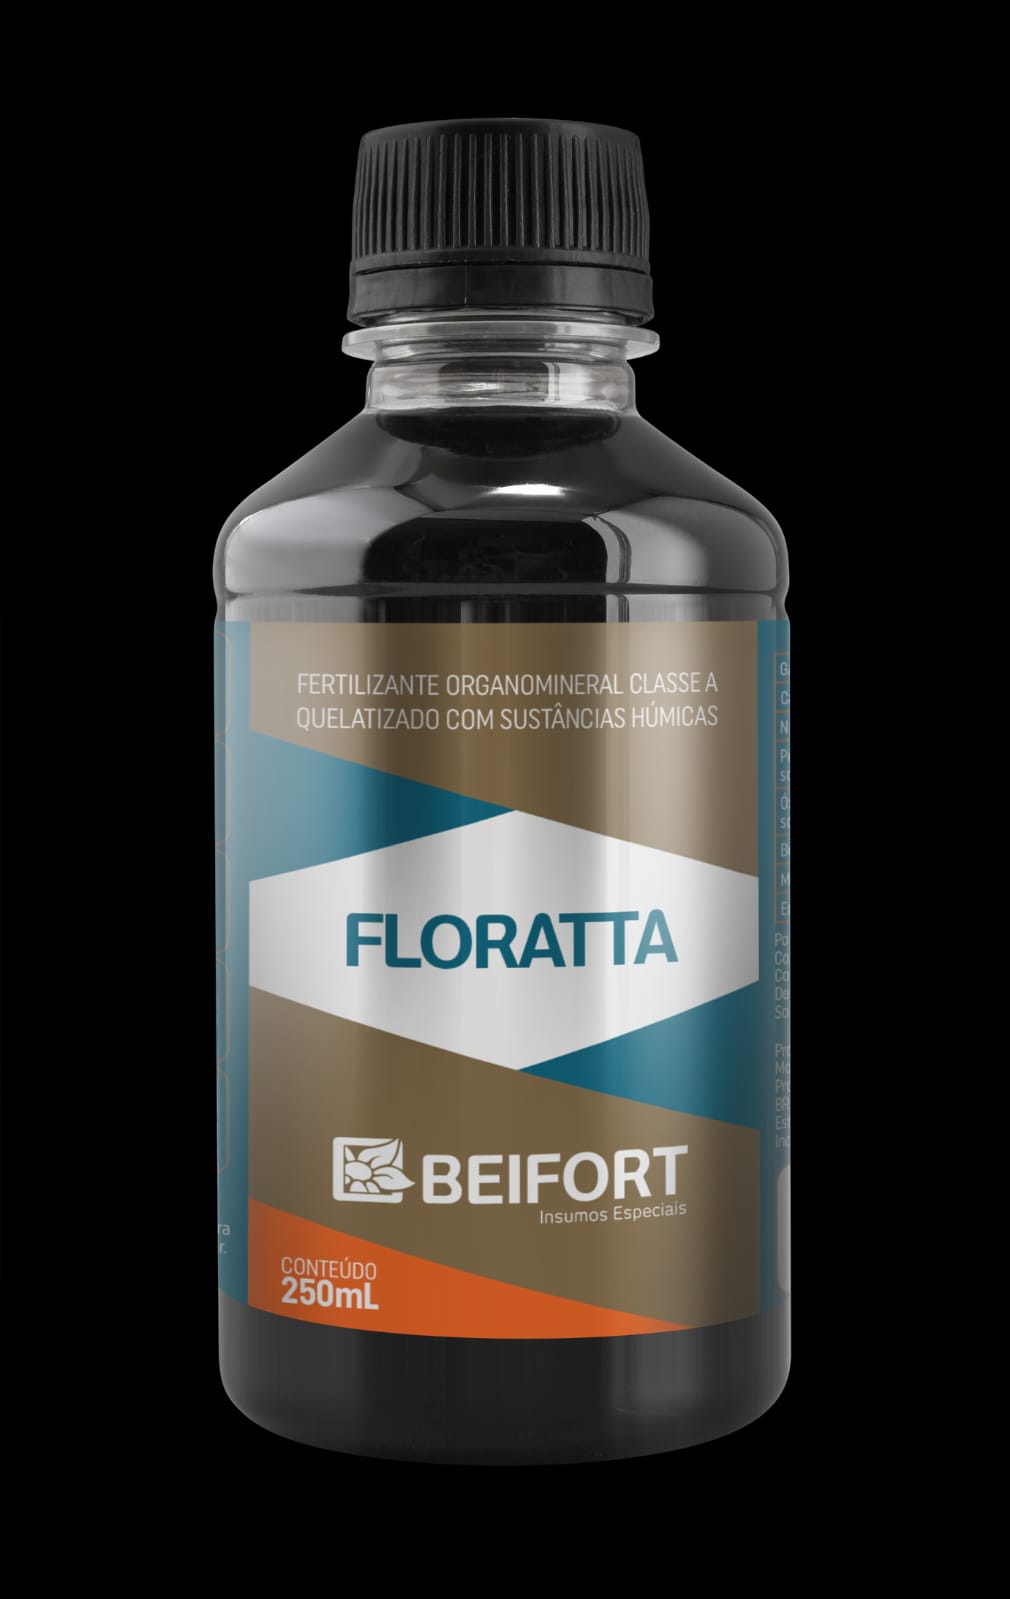 FERTILIZANTE ORGANOMINERAL CLASSE A
QUELATIZADO COM SUSTÂNCIAS HÚMICAS
FLORATTA
BEIFORT
Insumos Especiais
CONTEÚDO
250mL